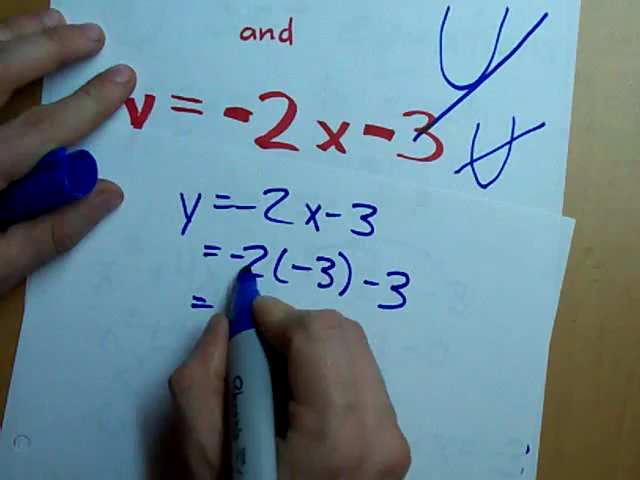 and
y = -2x - 3
y = -2x - 3
= -2(-3) - 3
=